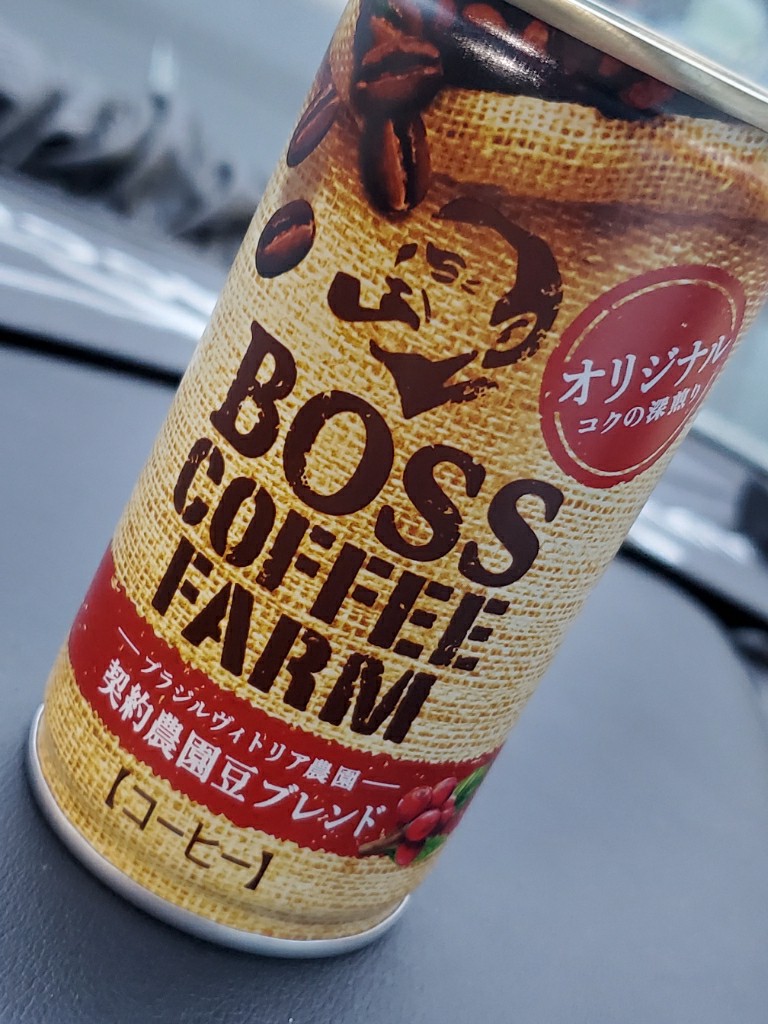 オリジナル
コクの深煎り
BOSS
COFFEE
FARM
ブラジルヴィトリア農園
契約農園豆ブレンド
【コーヒー】